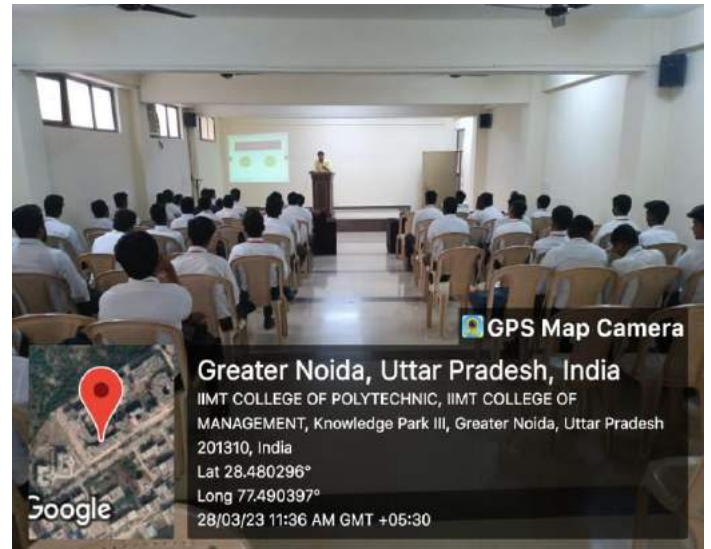 GPS Map Camera
Greater Noida, Uttar Pradesh, India
IIMT COLLEGE OF POLYTECHNIC, IIMT COLLEGE OF
MANAGEMENT, Knowledge Park III, Greater Noida, Uttar Pradesh
201310, India
Lat 28.480296°
Long 77.490397°
28/03/23 11:36 AM GMT +05:30
Google